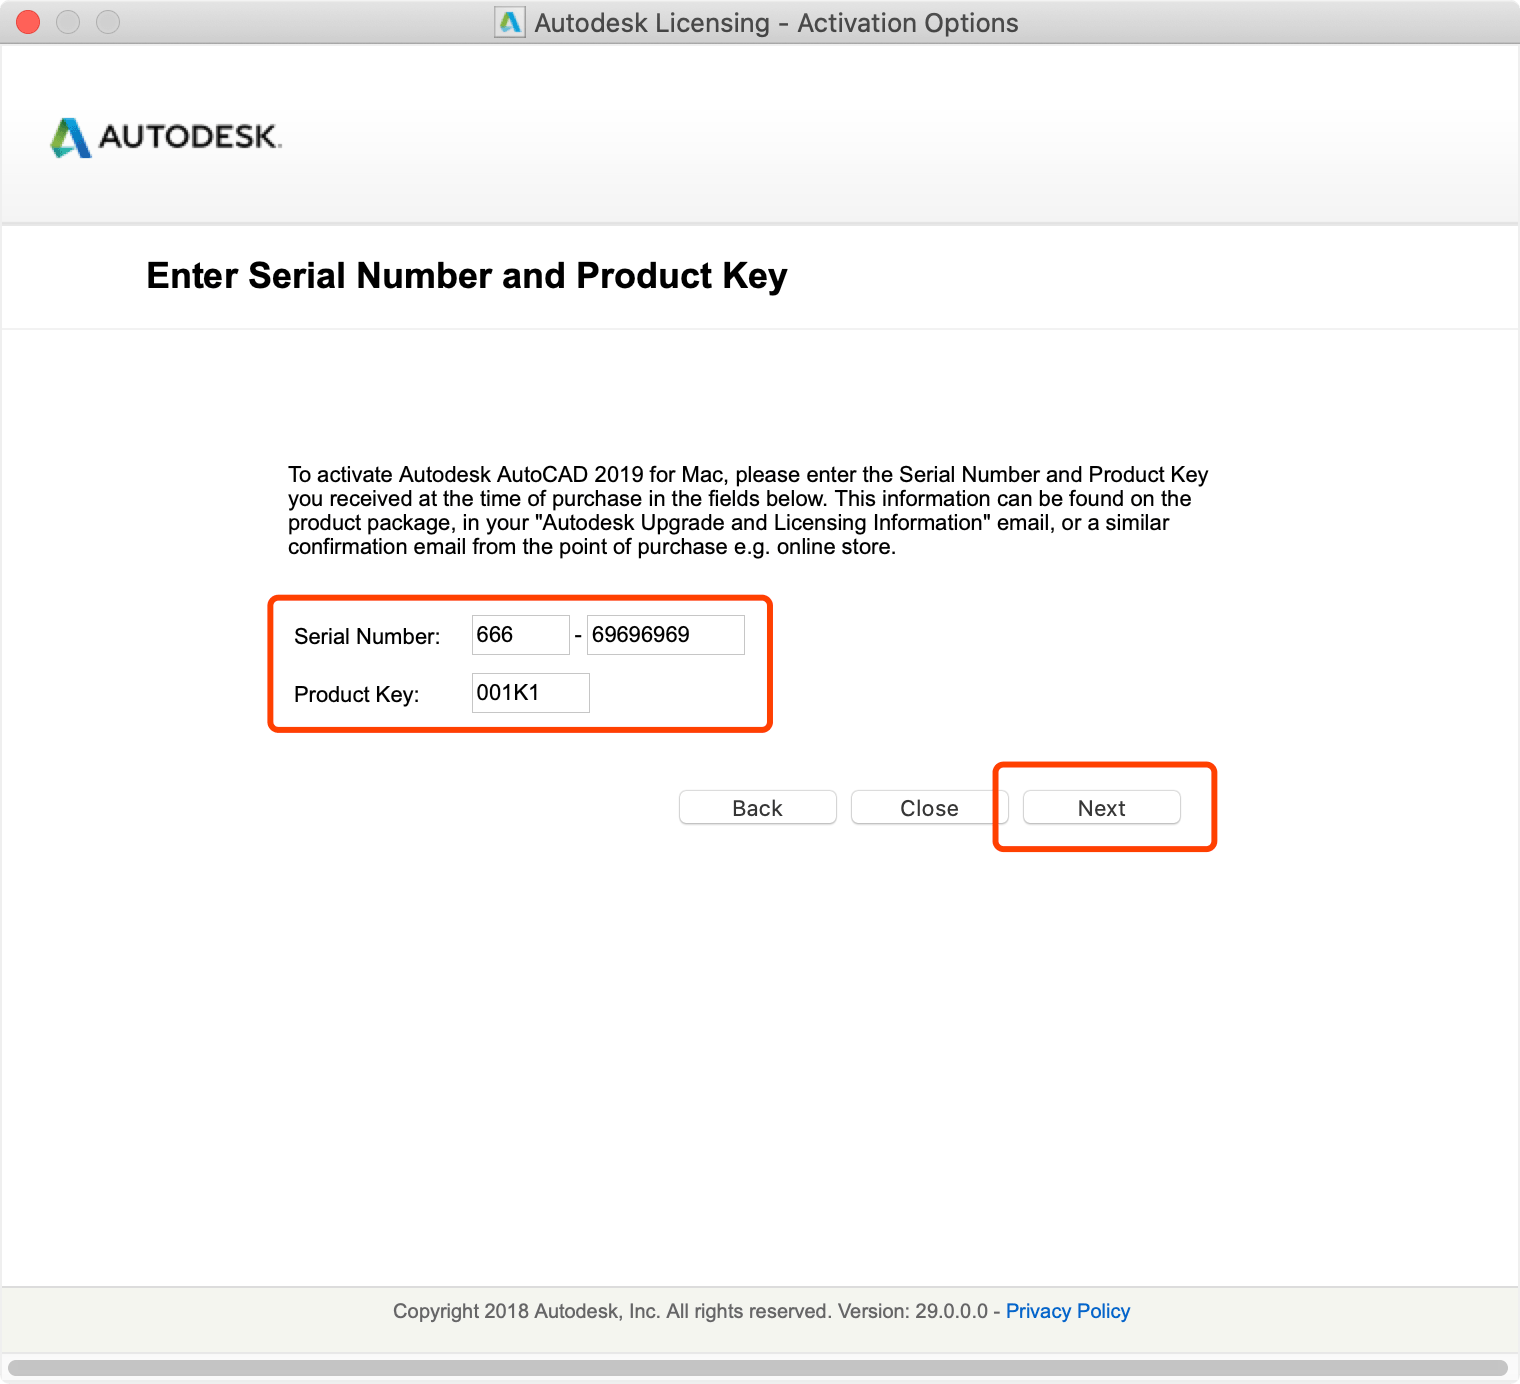 Autodesk Licensing - Activation Options
AUTODESK.
Enter Serial Number and Product Key
To activate Autodesk AutoCAD 2019 for Mac, please enter the Serial Number and Product Key
you received at the time of purchase in the fields below. This information can be found on the
product package, in your "Autodesk Upgrade and Licensing Information" email, or a similar
confirmation email from the point of purchase e.g. online store.
Serial Number: 666 - 69696969
Product Key: 001K1
Back Close Next
Copyright 2018 Autodesk, Inc. All rights reserved. Version: 29.0.0.0 - Privacy Policy